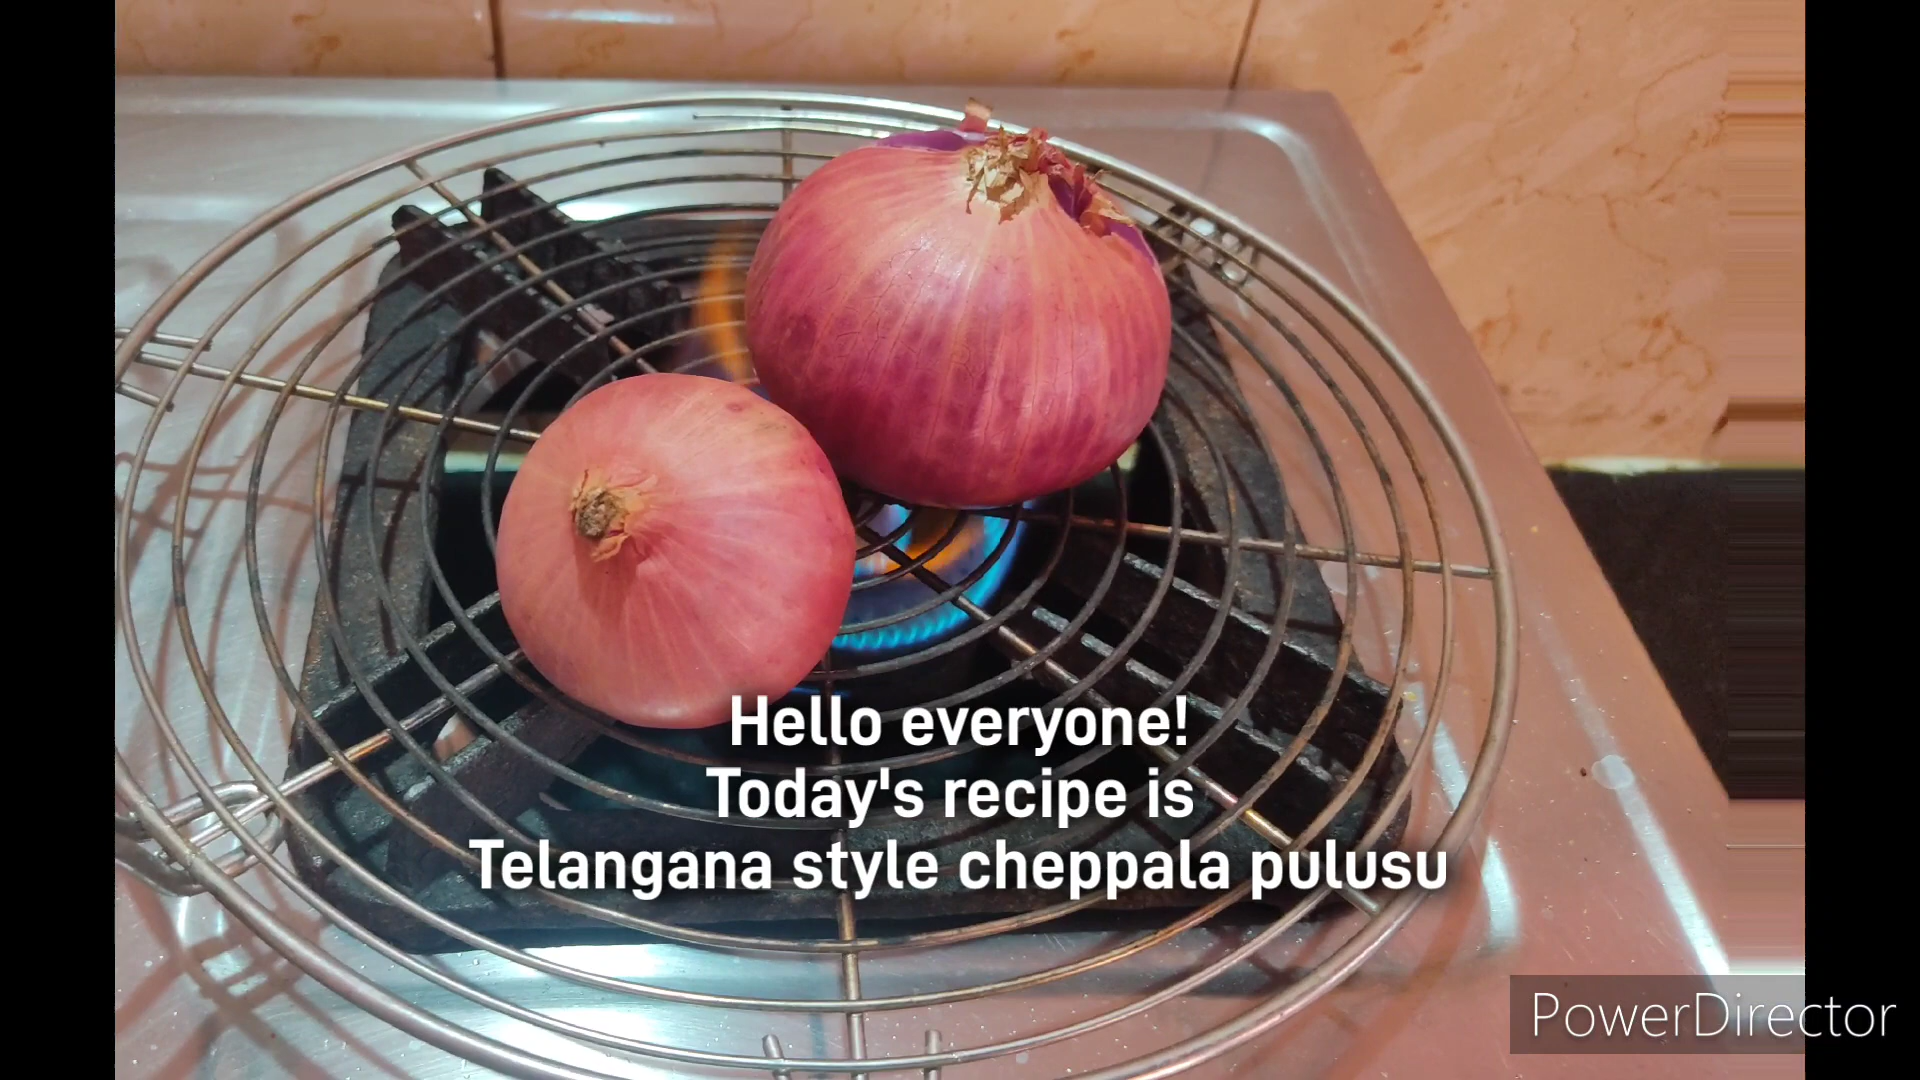 Hello everyone!
Today's recipe is
Telangana style cheppala pulusu
PowerDirector